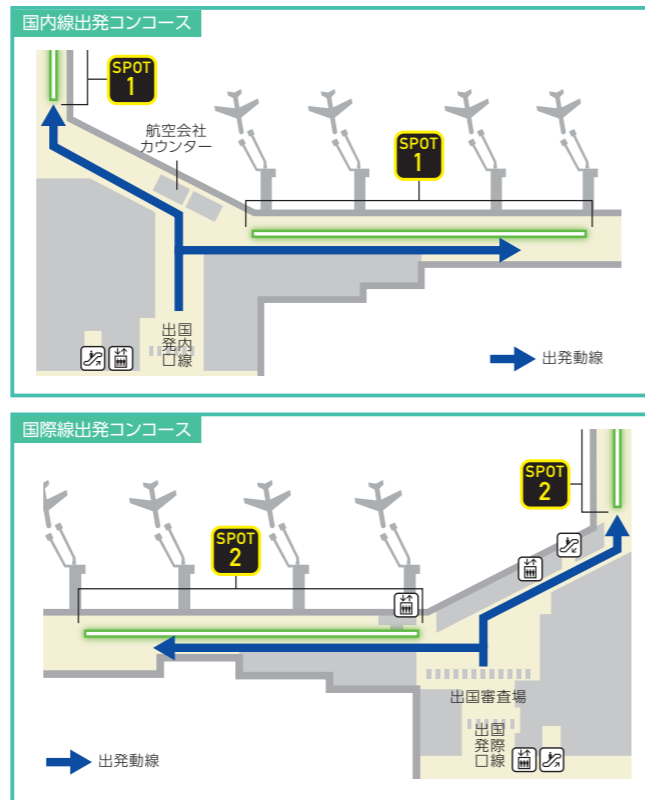 国内線出発コンコース
SPOT
1
航空会社
カウンター
SPOT
1
国内線
出発口
出発動線
国際線出発コンコース
SPOT
2
SPOT
2
出国審査場
国際線
出発口
出発動線